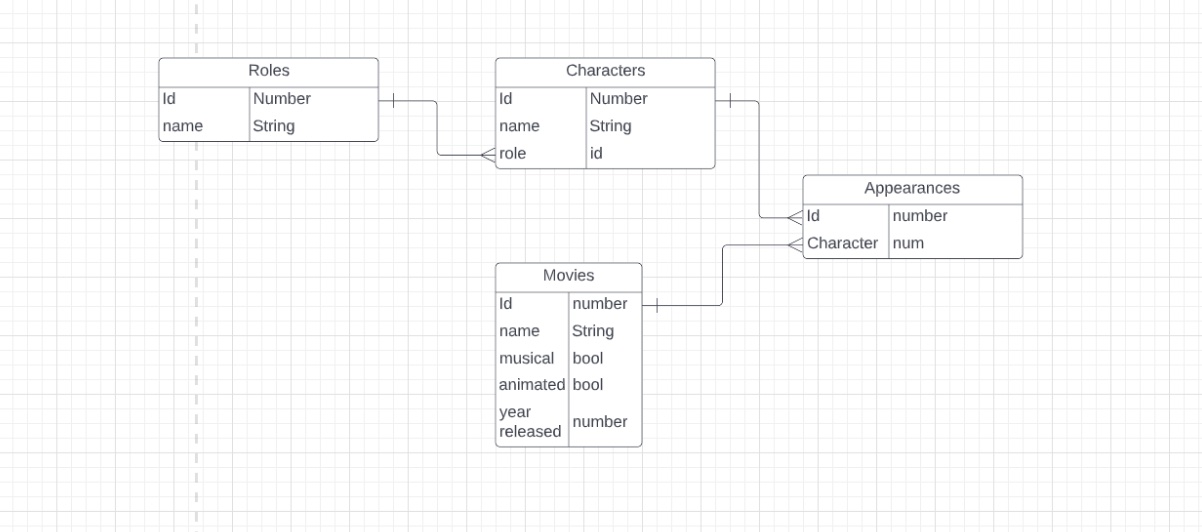 Roles
Id Number
name String
Characters
Id Number
name String
role id
Appearances
Id number
Character num
Movies
Id number
name String
musical bool
animated bool
year
released number